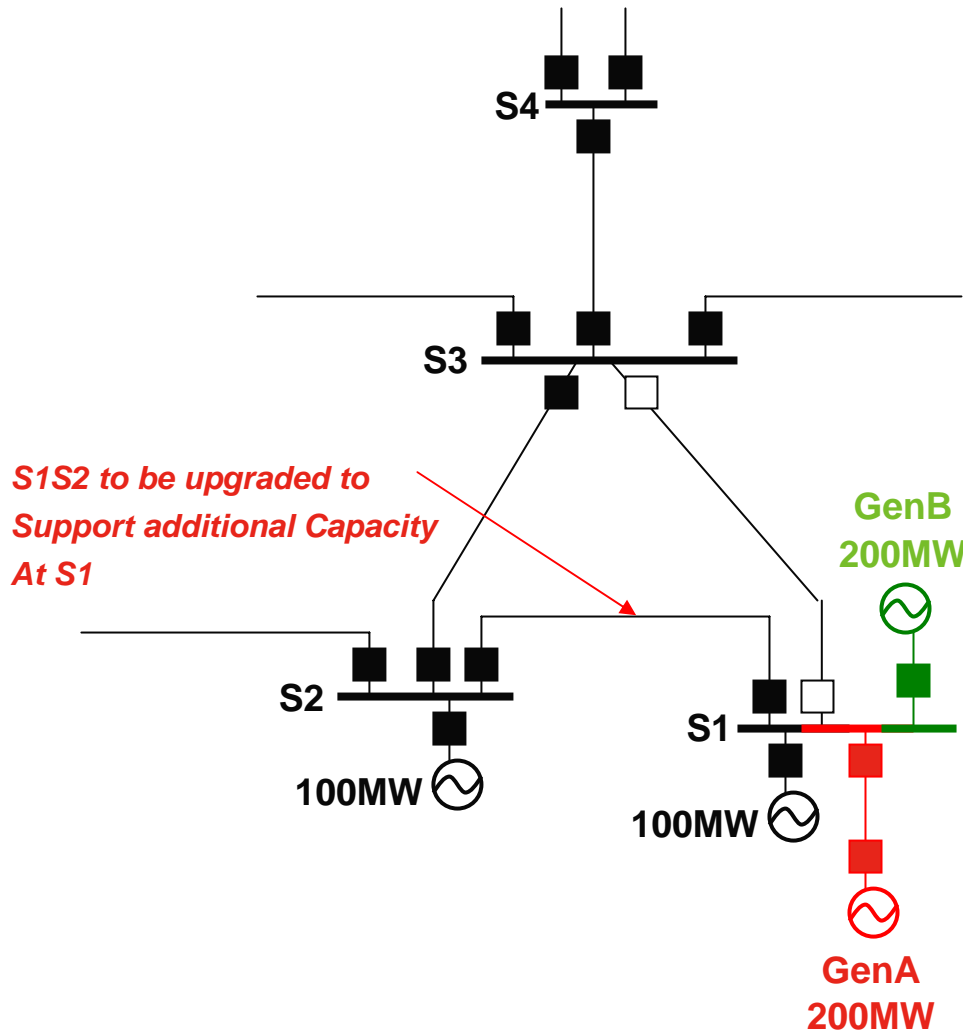 S4
S3
S1S2 to be upgraded to
Support additional Capacity
At S1
GenB
200MW
S2
S1
100MW
100MW
GenA
200MW